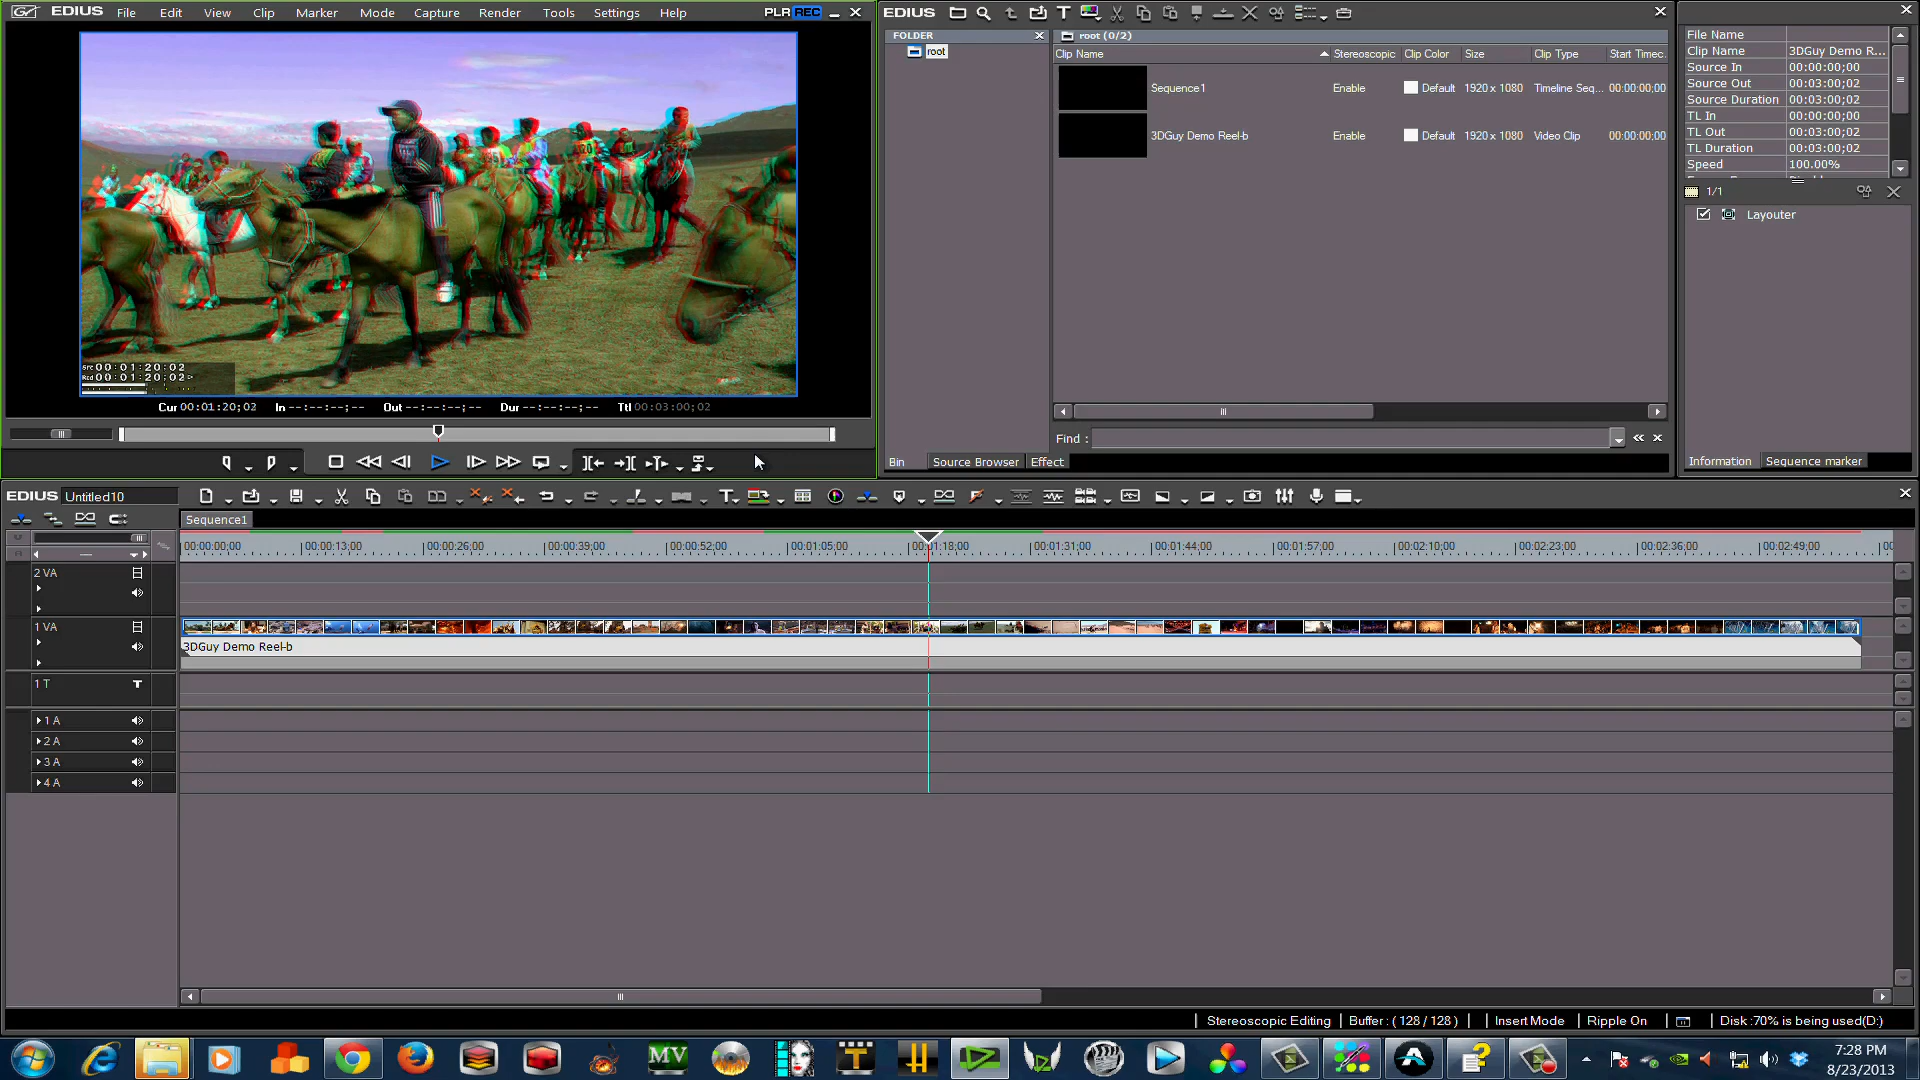 EDIUS File Edit View Clip Marker Mode Capture Render Tools Settings Help PLR REC
Src 00:01:20;02
Rcd 00:01:20;02
Cur 00:01:20;02 In --:--:--;-- Out --:--:--;-- Dur --:--:--;-- Ttl 00:03:00;02
EDIUS
FOLDER
root
root (0/2)
Clip Name Stereoscopic Clip Color Size Clip Type Start Timec
Sequence1 Enable Default 1920 x 1080 Timeline Seq... 00:00:00;00
3DGuy Demo Reel-b Enable Default 1920 x 1080 Video Clip 00:00:00;00
Find :
Bin Source Browser Effect
File Name
Clip Name 3DGuy Demo R...
Source In 00:00:00;00
Source Out 00:03:00;02
Source Duration 00:03:00;02
TL In 00:00:00;00
TL Out 00:03:00;02
TL Duration 00:03:00;02
Speed 100.00%
1/1
Layouter
Information Sequence marker
EDIUS Untitled10
Sequence1
00:00:00;00 00:00:13;00 00:00:26;00 00:00:39;00 00:00:52;00 00:01:05;00 00:01:18;00 00:01:31;00 00:01:44;00 00:01:57;00 00:02:10;00 00:02:23;00 00:02:36;00 00:02:49;00 00
2 VA
1 VA
3DGuy Demo Reel-b
1 T T
1 A
2 A
3 A
4 A
Stereoscopic Editing Buffer : ( 128 / 128 ) Insert Mode Ripple On Disk :70% is being used(D:)
MV T
7:28 PM
8/23/2013